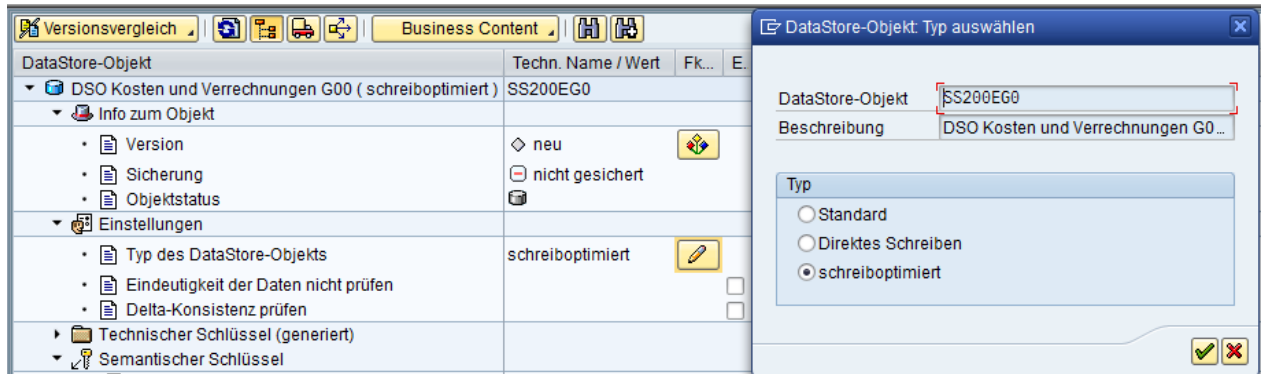 Versionsvergleich
Business Content
DataStore-Objekt Techn. Name / Wert Fk... E.
DSO Kosten und Verrechnungen G00 ( schreiboptimiert ) SS200EG0
Info zum Objekt
Version neu
Sicherung nicht gesichert
Objektstatus
Einstellungen
Typ des DataStore-Objekts schreiboptimiert
Eindeutigkeit der Daten nicht prüfen
Delta-Konsistenz prüfen
Technischer Schlüssel (generiert)
Semantischer Schlüssel
DataStore-Objekt: Typ auswählen
DataStore-Objekt SS200EG0
Beschreibung DSO Kosten und Verrechnungen G0...
Typ
Standard
Direktes Schreiben
schreiboptimiert